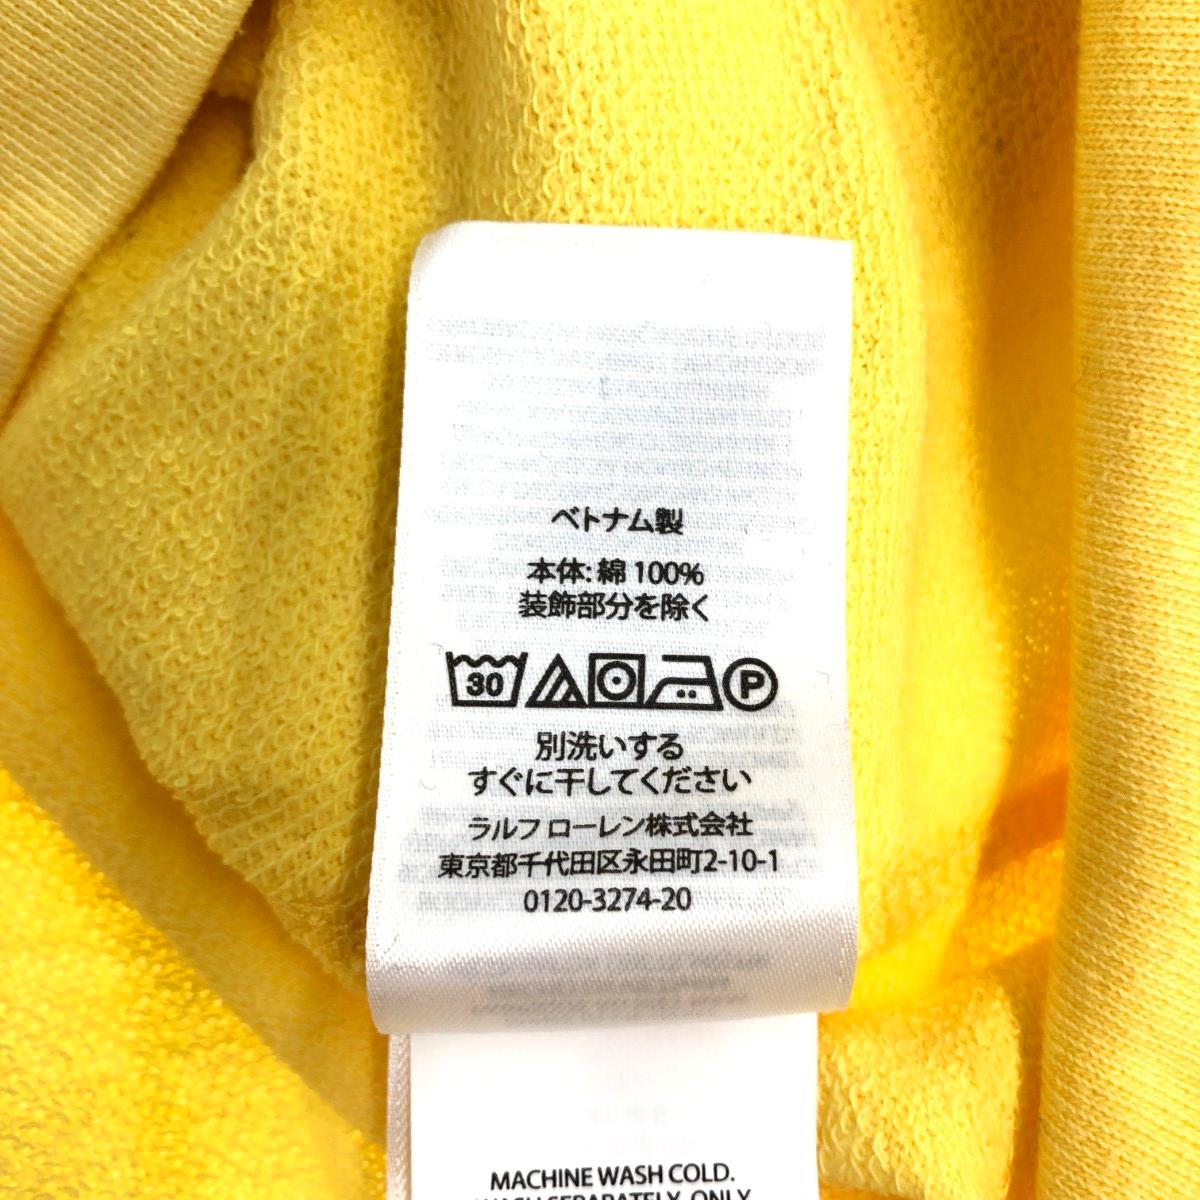 ベトナム製
本体: 綿 100%
装飾部分を除く
30 P
別洗いする
すぐに干してください
ラルフ ローレン株式会社
東京都千代田区永田町2-10-1
0120-3274-20
MACHINE WASH COLD.
WASH SEPARATELY. ONLY